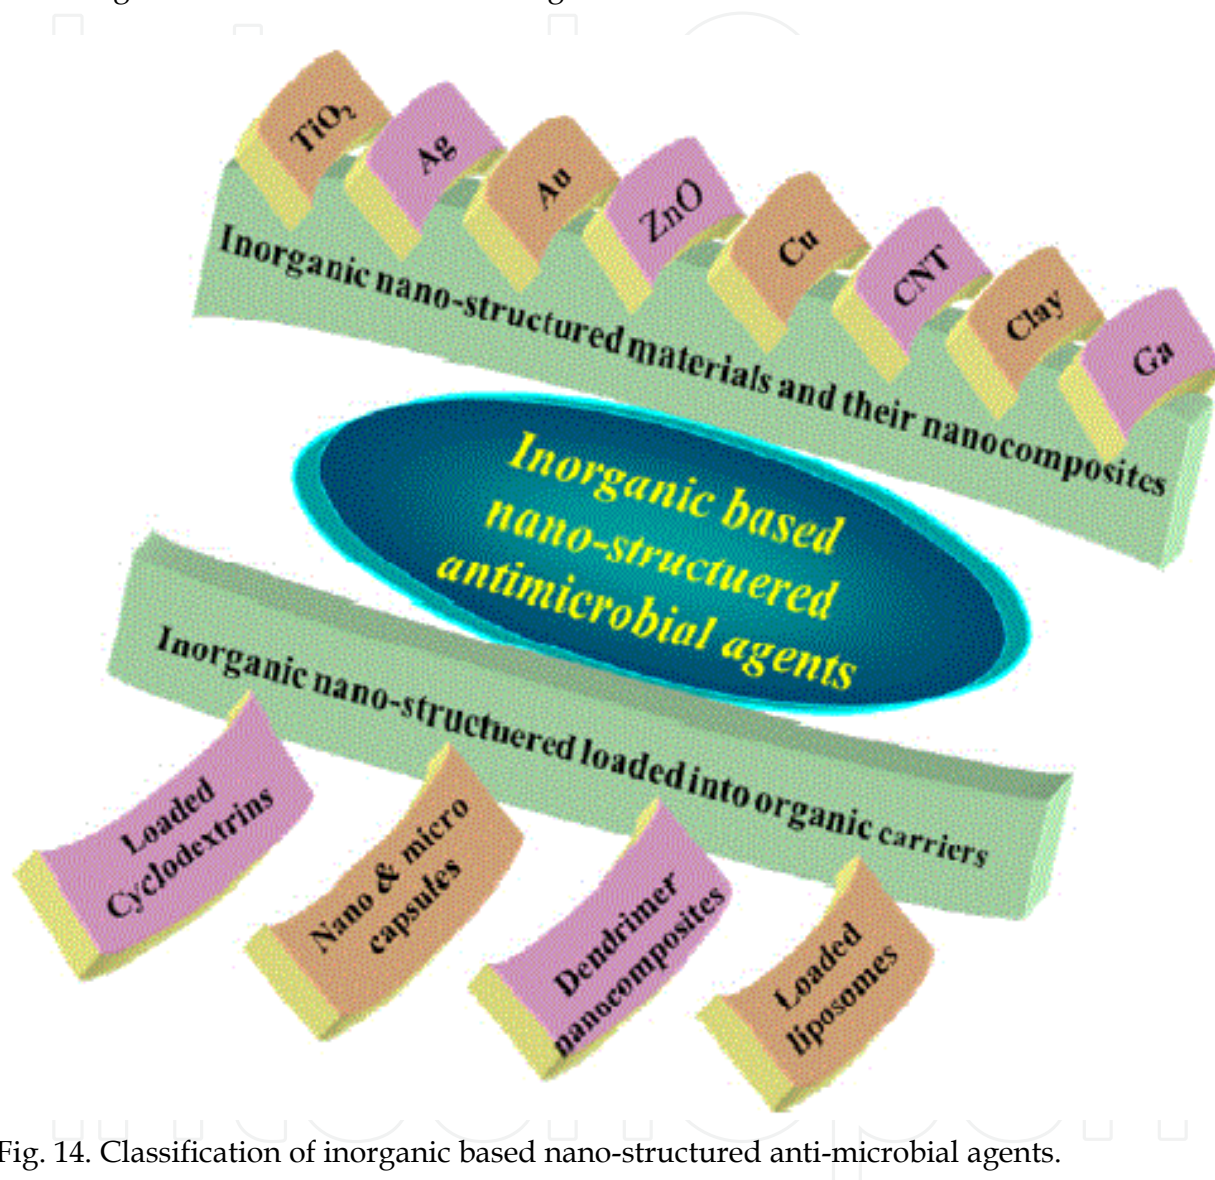 TiO2
Ag
Au
ZnO
Cu
CNT
Clay
Ga
Inorganic nano-structured materials and their nanocomposites
Inorganic based
nano-structuered
antimicrobial agents
Inorganic nano-structuered loaded into organic carriers
Loaded
Cyclodextrins
Nano & micro
capsules
Dendrimer
nanocomposites
Loaded
liposomes
Fig. 14. Classification of inorganic based nano-structured anti-microbial agents.